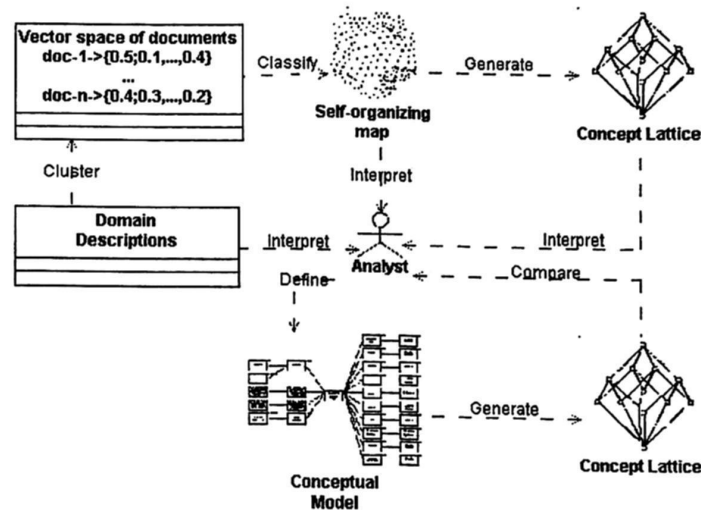 Vector space of documents
doc-1->{0.5;0.1,...,0.4}
...
doc-n->{0.4;0.3,...,0.2}
Classify
Self-organizing
map
Generate
Concept Lattice
Cluster
Interpret
Domain
Descriptions
Interpret
Analyst
Interpret
Define
Compare
Generate
Conceptual
Model
Concept Lattice